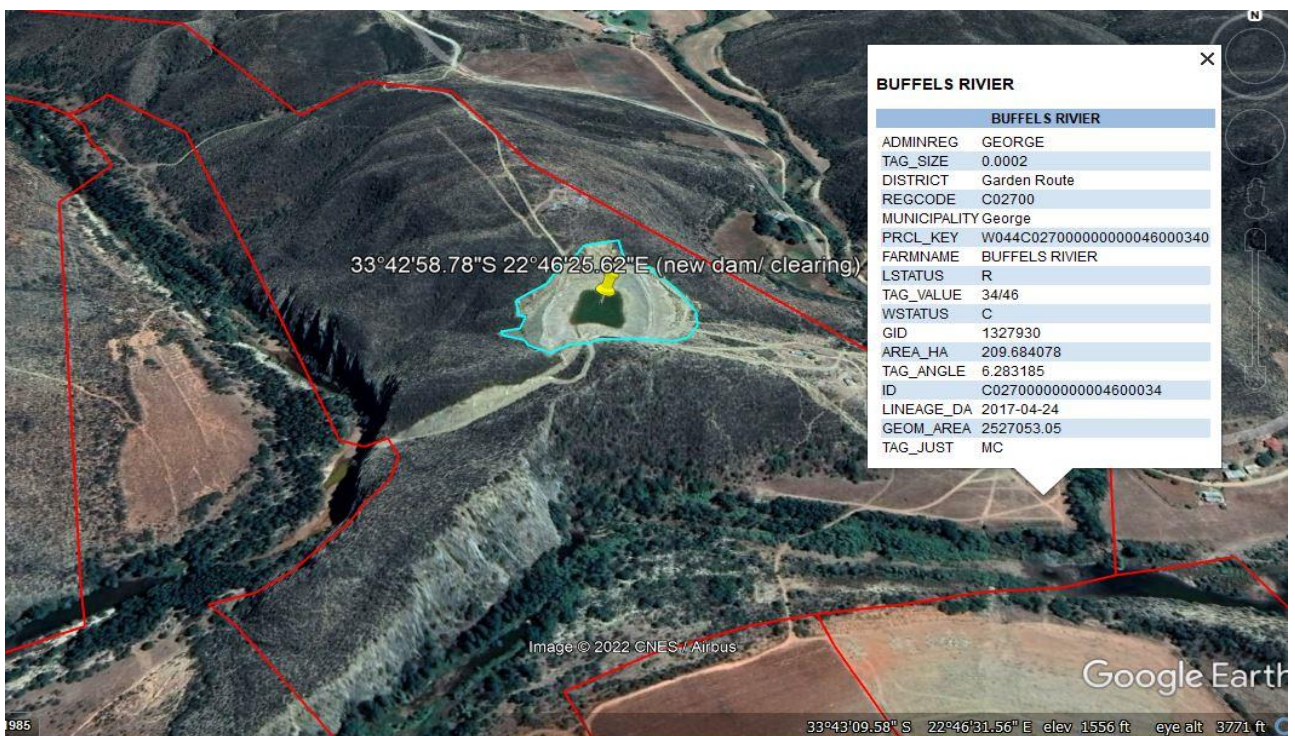 N
BUFFELS RIVIER
BUFFELS RIVIER
ADMINREG GEORGE
TAG_SIZE 0.0002
DISTRICT Garden Route
REGCODE C02700
MUNICIPALITY George
PRCL_KEY W044C027000000000046000340
FARMNAME BUFFELS RIVIER
LSTATUS R
TAG_VALUE 34/46
WSTATUS C
GID 1327930
AREA_HA 209.684078
TAG_ANGLE 6.283185
ID C02700000000004600034
LINEAGE_DA 2017-04-24
GEOM_AREA 2527053.05
TAG_JUST MC
33°42'58.78"S 22°46'25.62"E (new dam/ clearing)
Image © 2022 CNES / Airbus
Google Earth
1985
33°43'09.58" S 22°46'31.56" E elev 1556 ft eye alt 3771 ft